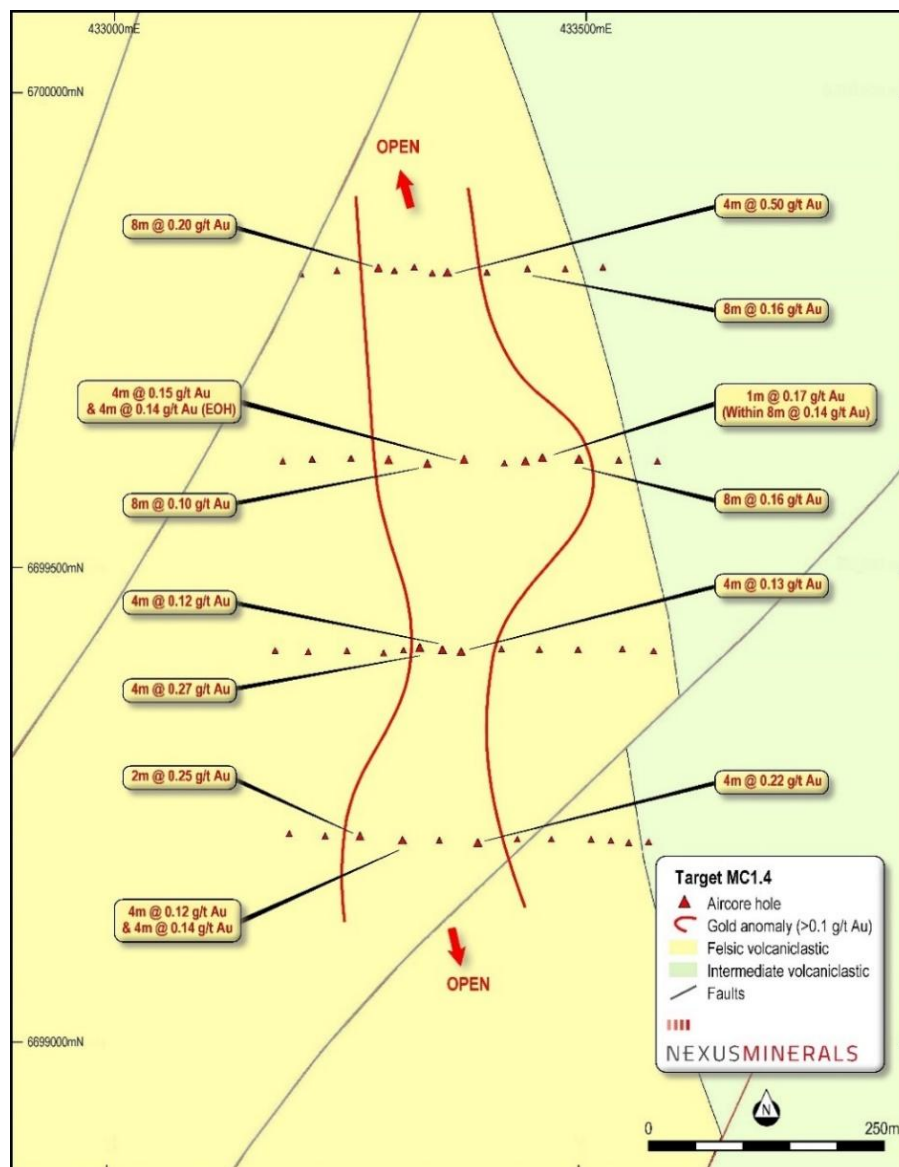 433000mE
433500mE
6700000mN
OPEN
8m @ 0.20 g/t Au
4m @ 0.50 g/t Au
8m @ 0.16 g/t Au
4m @ 0.15 g/t Au
& 4m @ 0.14 g/t Au (EOH)
1m @ 0.17 g/t Au
(Within 8m @ 0.14 g/t Au)
8m @ 0.10 g/t Au
8m @ 0.16 g/t Au
6699500mN
4m @ 0.12 g/t Au
4m @ 0.13 g/t Au
4m @ 0.27 g/t Au
2m @ 0.25 g/t Au
4m @ 0.22 g/t Au
4m @ 0.12 g/t Au
& 4m @ 0.14 g/t Au
OPEN
6699000mN
Target MC1.4
Aircore hole
Gold anomaly (>0.1 g/t Au)
Felsic volcaniclastic
Intermediate volcaniclastic
Faults
NEXUSMINERALS
N
0
250m